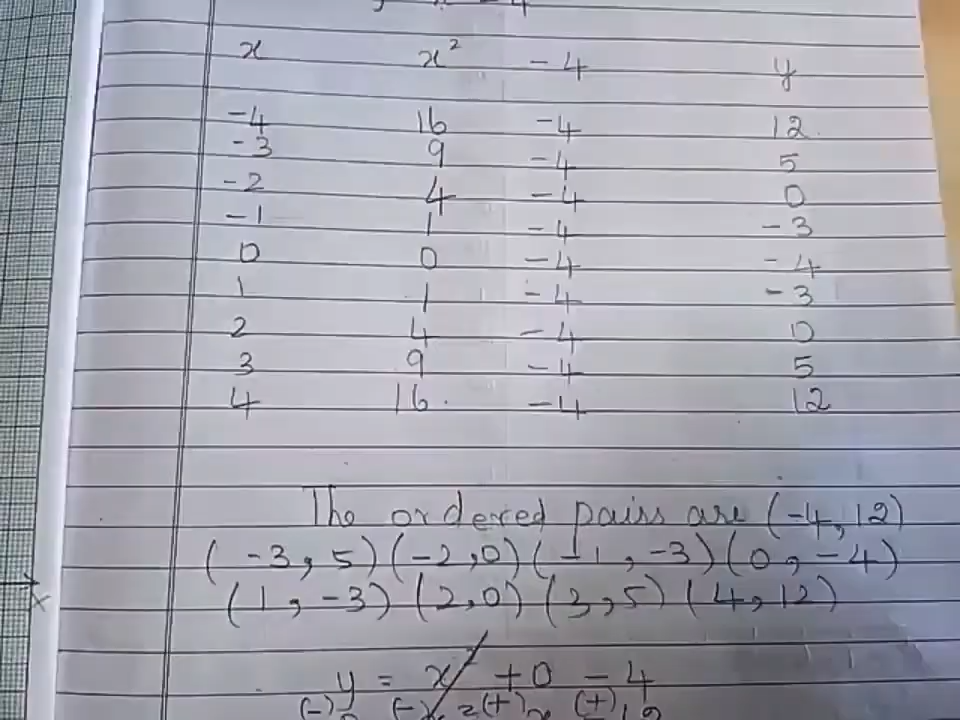 x x² -4 y
-4 16 -4 12
-3 9 -4 5
-2 4 -4 0
-1 1 -4 -3
0 0 -4 -4
1 1 -4 -3
2 4 -4 0
3 9 -4 5
4 16 -4 12
The ordered pairs are (-4, 12)
(-3, 5) (-2, 0) (-1, -3) (0, -4)
(1, -3) (2, 0) (3, 5) (4, 12)
x
y = x² + 0 - 4